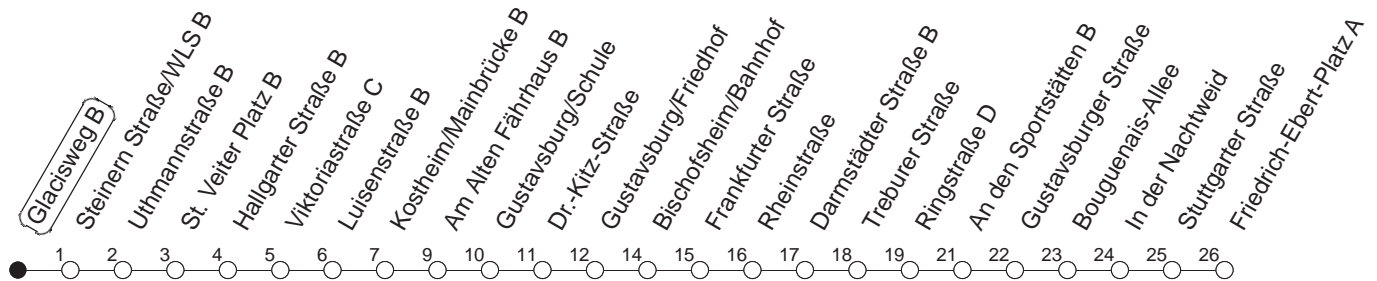 Glacisweg B
Steinern Straße/WLS B
Uthmannstraße B
St. Veiter Platz B
Hallgarter Straße B
Viktoriastraße C
Luisenstraße B
Kostheim/Mainbrücke B
Am Alten Fährhaus B
Gustavsburg/Schule
Dr.-Kitz-Straße
Gustavsburg/Friedhof
Bischofsheim/Bahnhof
Frankfurter Straße
Rheinstraße
Darmstädter Straße B
Treburer Straße
Ringstraße D
An den Sportstätten B
Gustavsburger Straße
Bouguenais-Allee
In der Nachtweid
Stuttgarter Straße
Friedrich-Ebert-Platz A
1 2 3 4 5 6 7 9 10 11 12 14 15 16 17 18 19 21 22 23 24 25 26